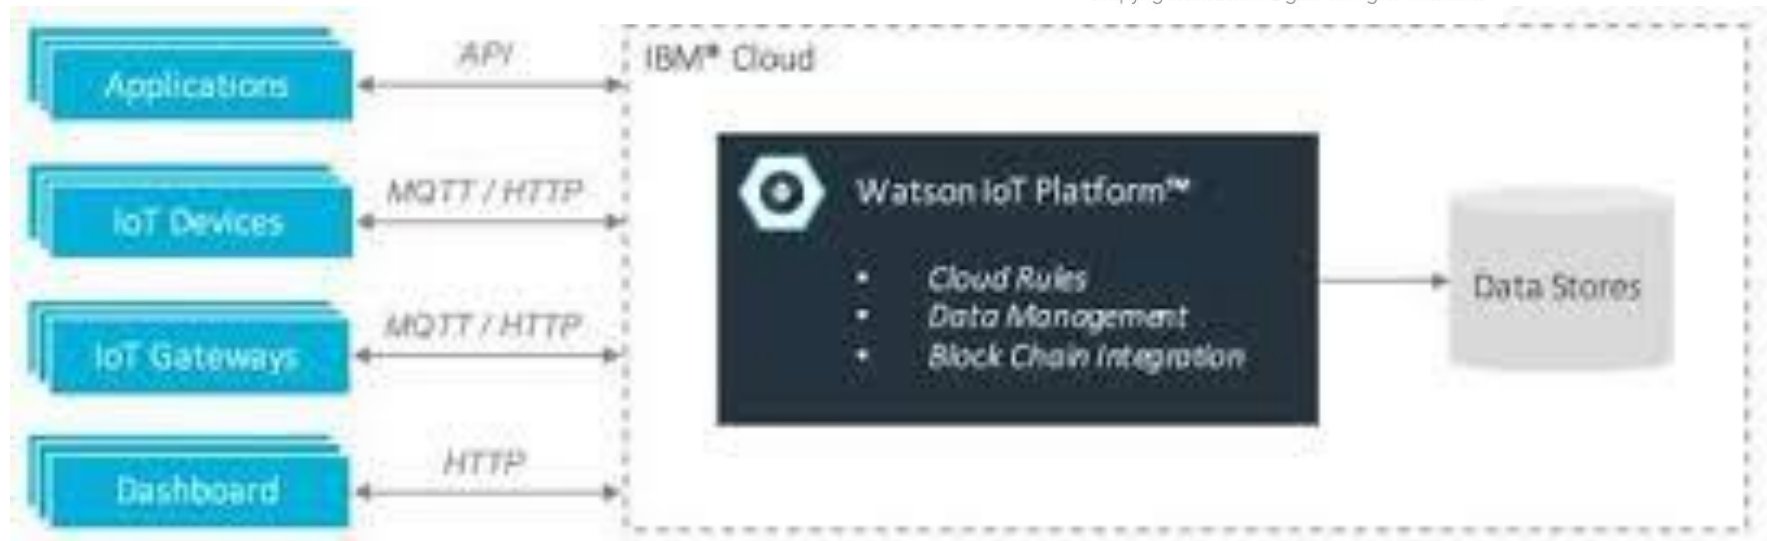 API
IBM® Cloud
Applications
MQTT / HTTP
Watson IoT Platform™
IoT Devices
• Cloud Rules
Data Stores
• Data Management
MQTT / HTTP
IoT Gateways
• Block Chain Integration
HTTP
Dashboard